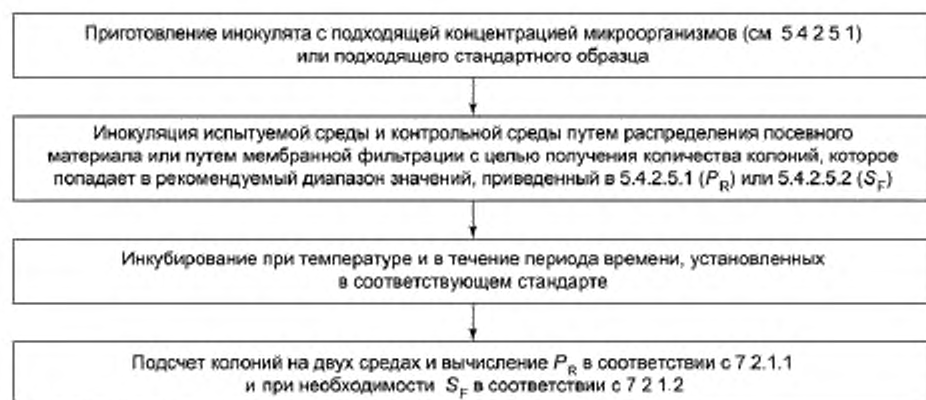 Приготовление инокулята с подходящей концентрацией микроорганизмов (см 5 4 2 5 1)
или подходящего стандартного образца
Инокуляция испытуемой среды и контрольной среды путем распределения посевного
материала или путем мембранной фильтрации с целью получения количества колоний, которое
попадает в рекомендуемый диапазон значений, приведенный в 5.4.2.5.1 (PR) или 5.4.2.5.2 (SF)
Инкубирование при температуре и в течение периода времени, установленных
в соответствующем стандарте
Подсчет колоний на двух средах и вычисление PR в соответствии с 7 2.1.1
и при необходимости SF в соответствии с 7 2 1.2